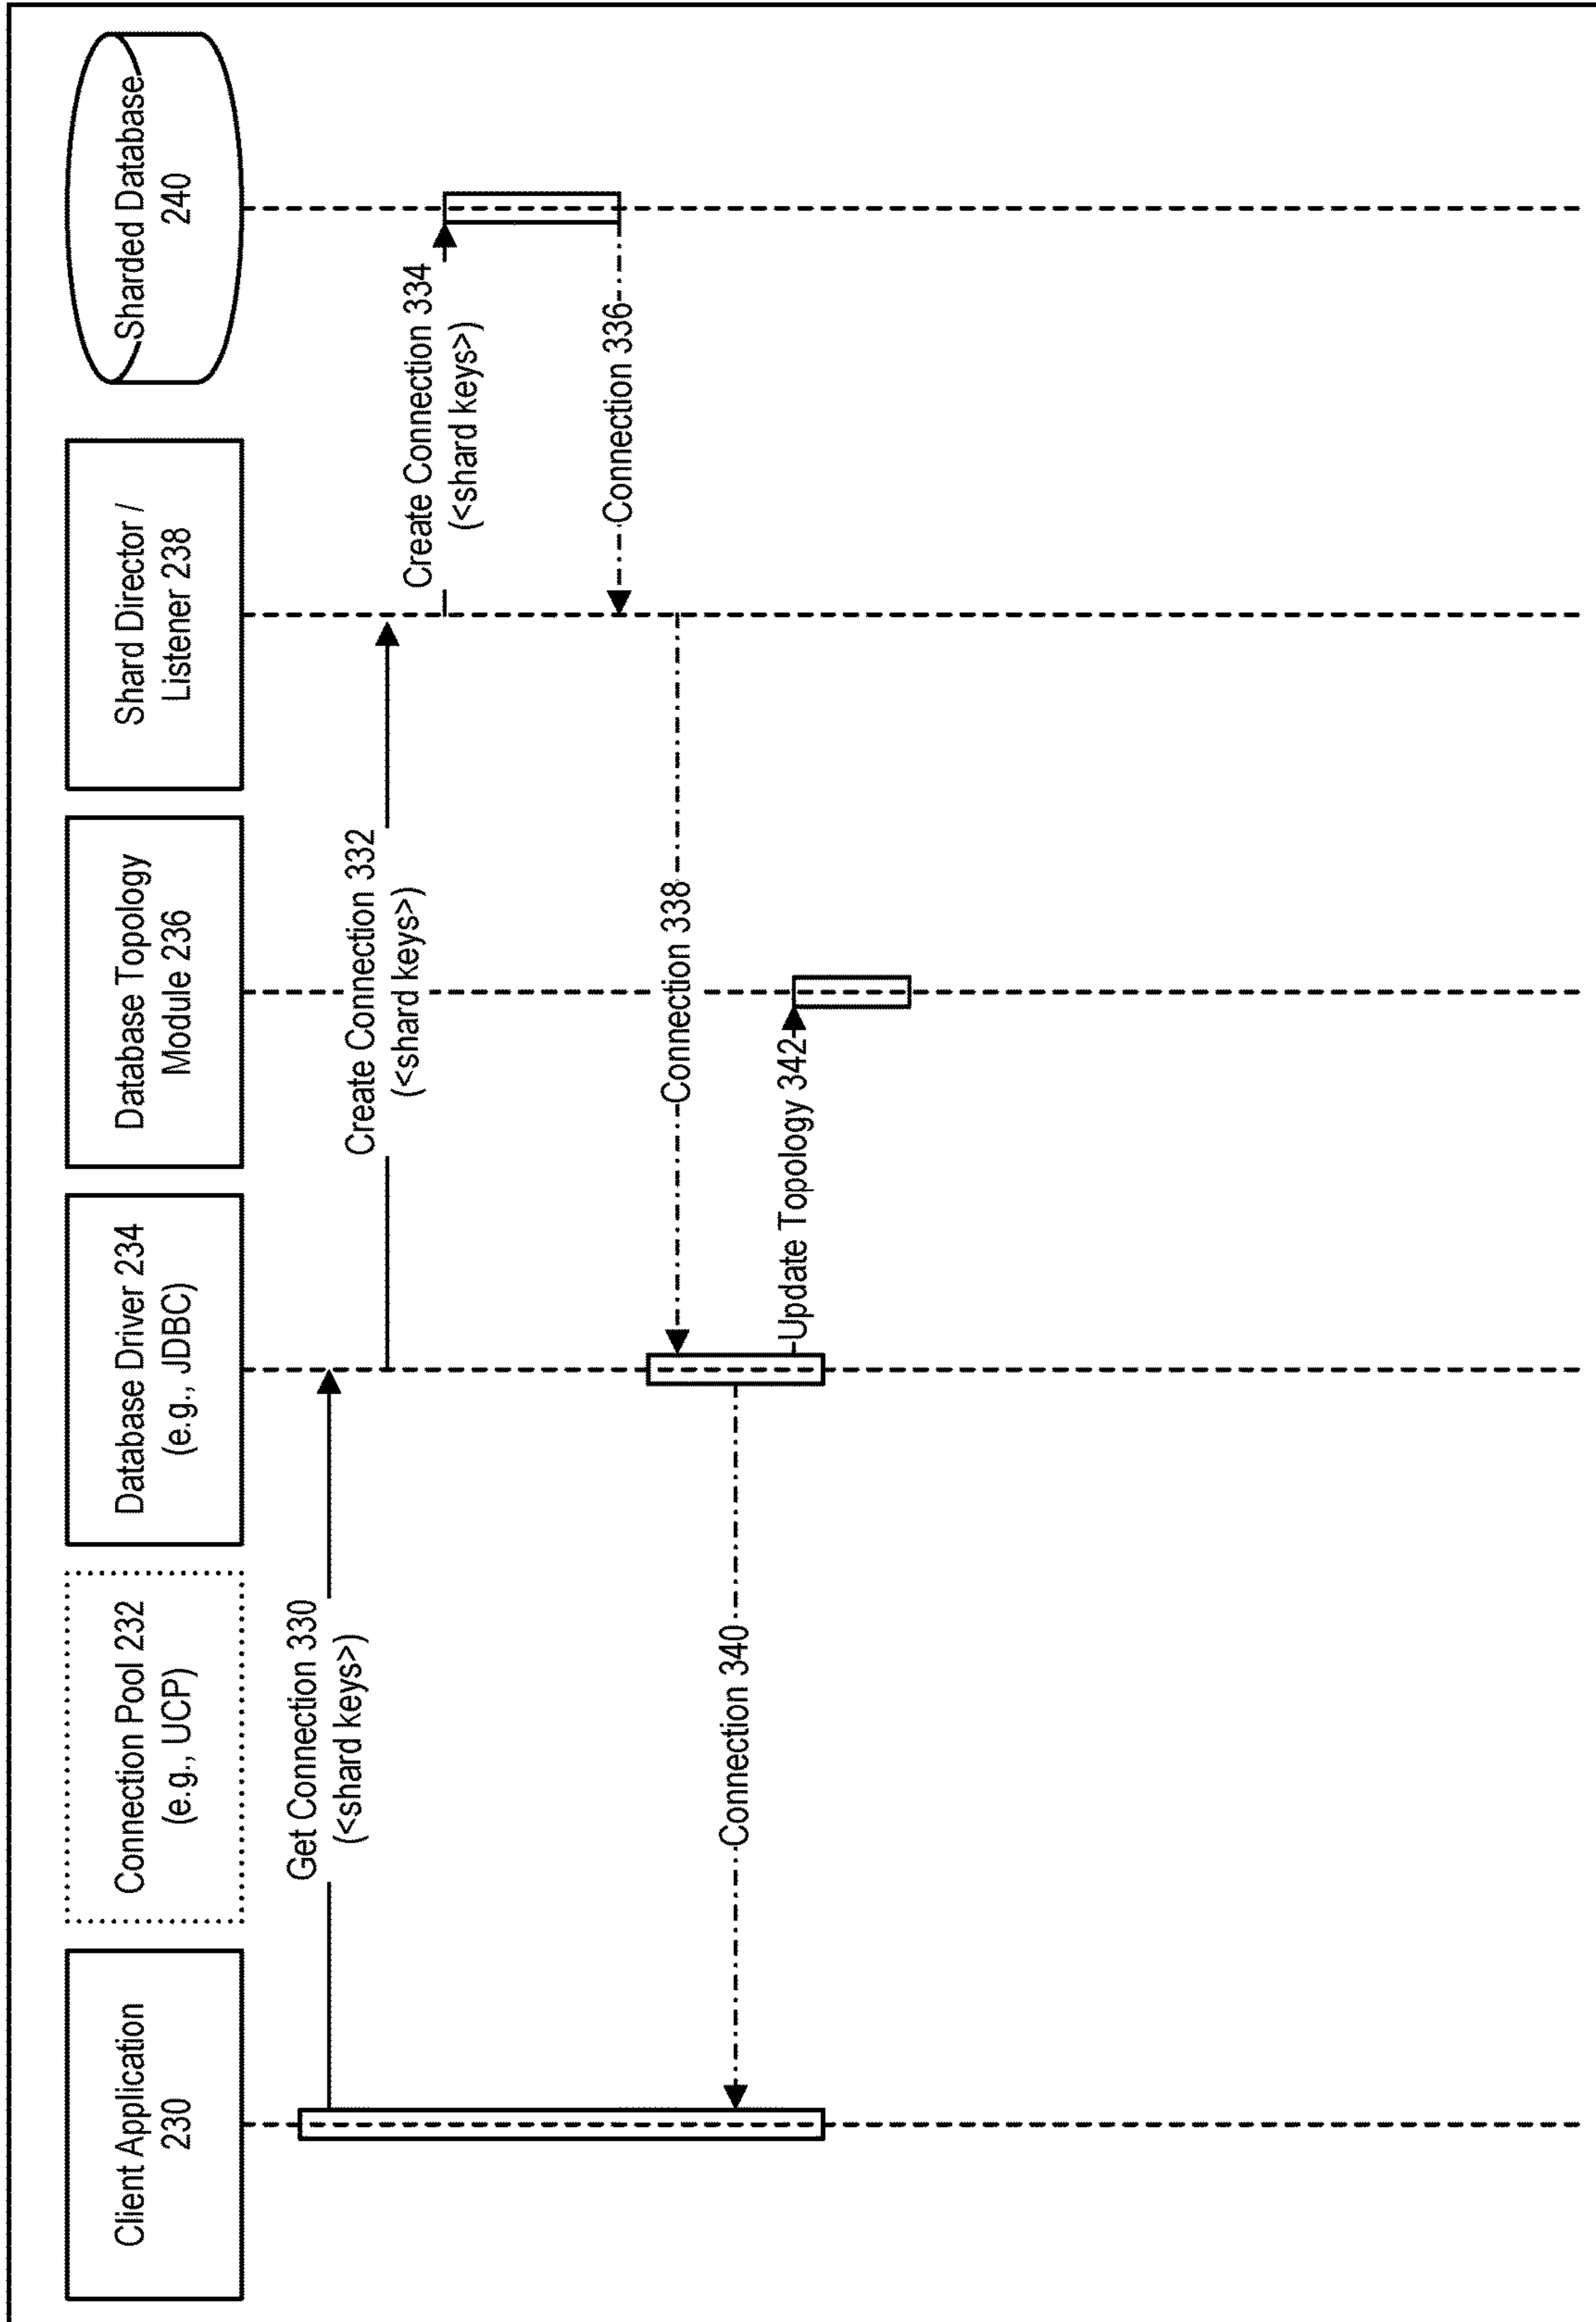 Client Application
230
Connection Pool 232
(e.g., UCP)
Database Driver 234
(e.g., JDBC)
Database Topology
Module 236
Shard Director /
Listener 238
Sharded Database
240
Get Connection 330
(<shard keys>)
Create Connection 332
(<shard keys>)
Create Connection 334
(<shard keys>)
Connection 336
Connection 338
Connection 340
Update Topology 342